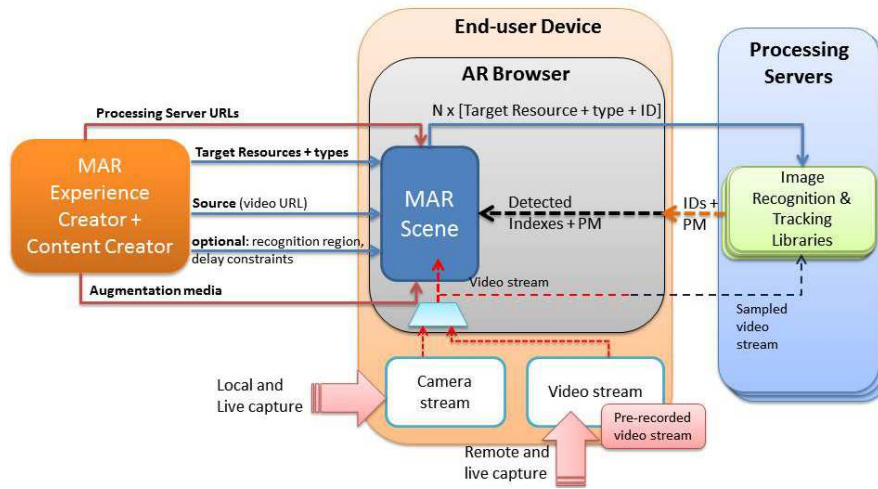 End-user Device
Processing
Servers
AR Browser
Processing Server URLs
N x [Target Resource + type + ID]
MAR
Experience
Creator +
Content Creator
Target Resources + types
Source (video URL)
optional: recognition region,
delay constraints
Augmentation media
MAR
Scene
Detected
Indexes + PM
IDs +
PM
Image
Recognition &
Tracking
Libraries
Video stream
Sampled
video
stream
Local and
Live capture
Camera
stream
Video stream
Pre-recorded
video stream
Remote and
live capture